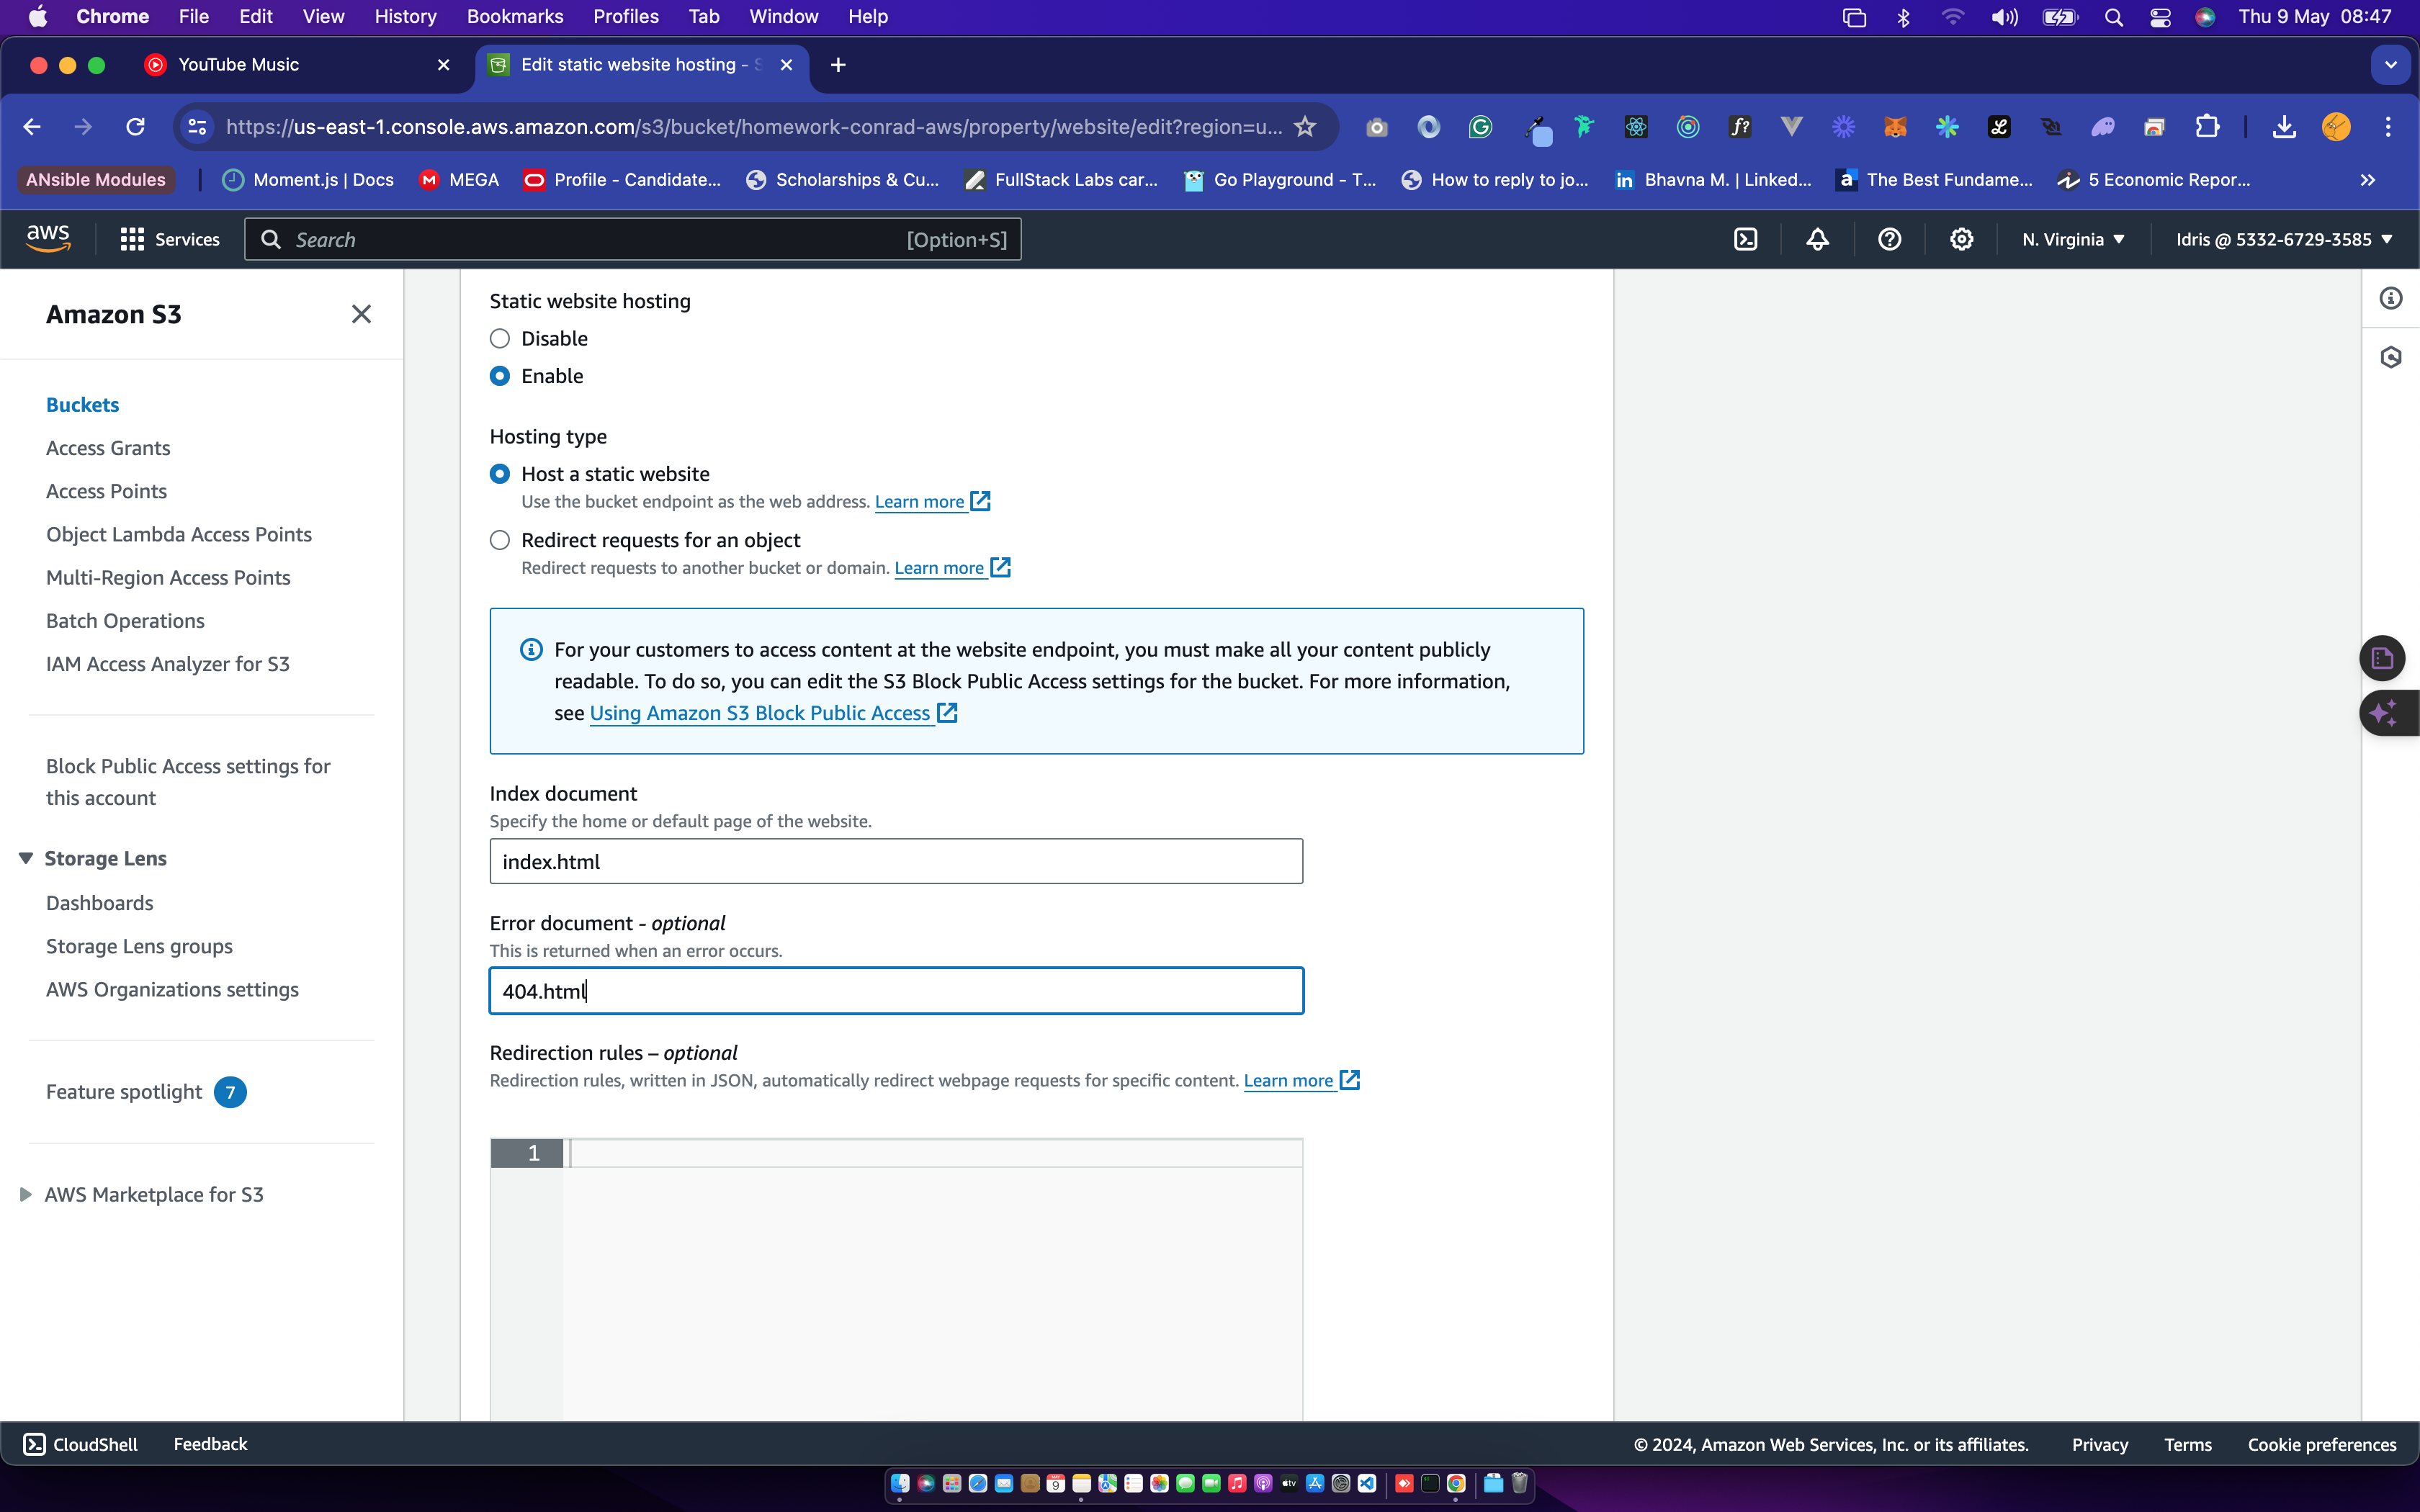 Chrome File Edit View History Bookmarks Profiles Tab Window Help Thu 9 May 08:47
YouTube Music Edit static website hosting - S
https://us-east-1.console.aws.amazon.com/s3/bucket/homework-conrad-aws/property/website/edit?region=u...
ANsible Modules Moment.js | Docs MEGA Profile - Candidate... Scholarships & Cu... FullStack Labs car... Go Playground - T... How to reply to jo... Bhavna M. | Linked... The Best Fundame... 5 Economic Repor...
aws Services Search [Option+S] N. Virginia Idris @ 5332-6729-3585
Amazon S3
Buckets
Access Grants
Access Points
Object Lambda Access Points
Multi-Region Access Points
Batch Operations
IAM Access Analyzer for S3
Block Public Access settings for
this account
Storage Lens
Dashboards
Storage Lens groups
AWS Organizations settings
Feature spotlight 7
AWS Marketplace for S3
Static website hosting
Disable
Enable
Hosting type
Host a static website
Use the bucket endpoint as the web address. Learn more
Redirect requests for an object
Redirect requests to another bucket or domain. Learn more
For your customers to access content at the website endpoint, you must make all your content publicly
readable. To do so, you can edit the S3 Block Public Access settings for the bucket. For more information,
see Using Amazon S3 Block Public Access
Index document
Specify the home or default page of the website.
index.html
Error document - optional
This is returned when an error occurs.
404.html
Redirection rules – optional
Redirection rules, written in JSON, automatically redirect webpage requests for specific content. Learn more
1
CloudShell Feedback © 2024, Amazon Web Services, Inc. or its affiliates. Privacy Terms Cookie preferences